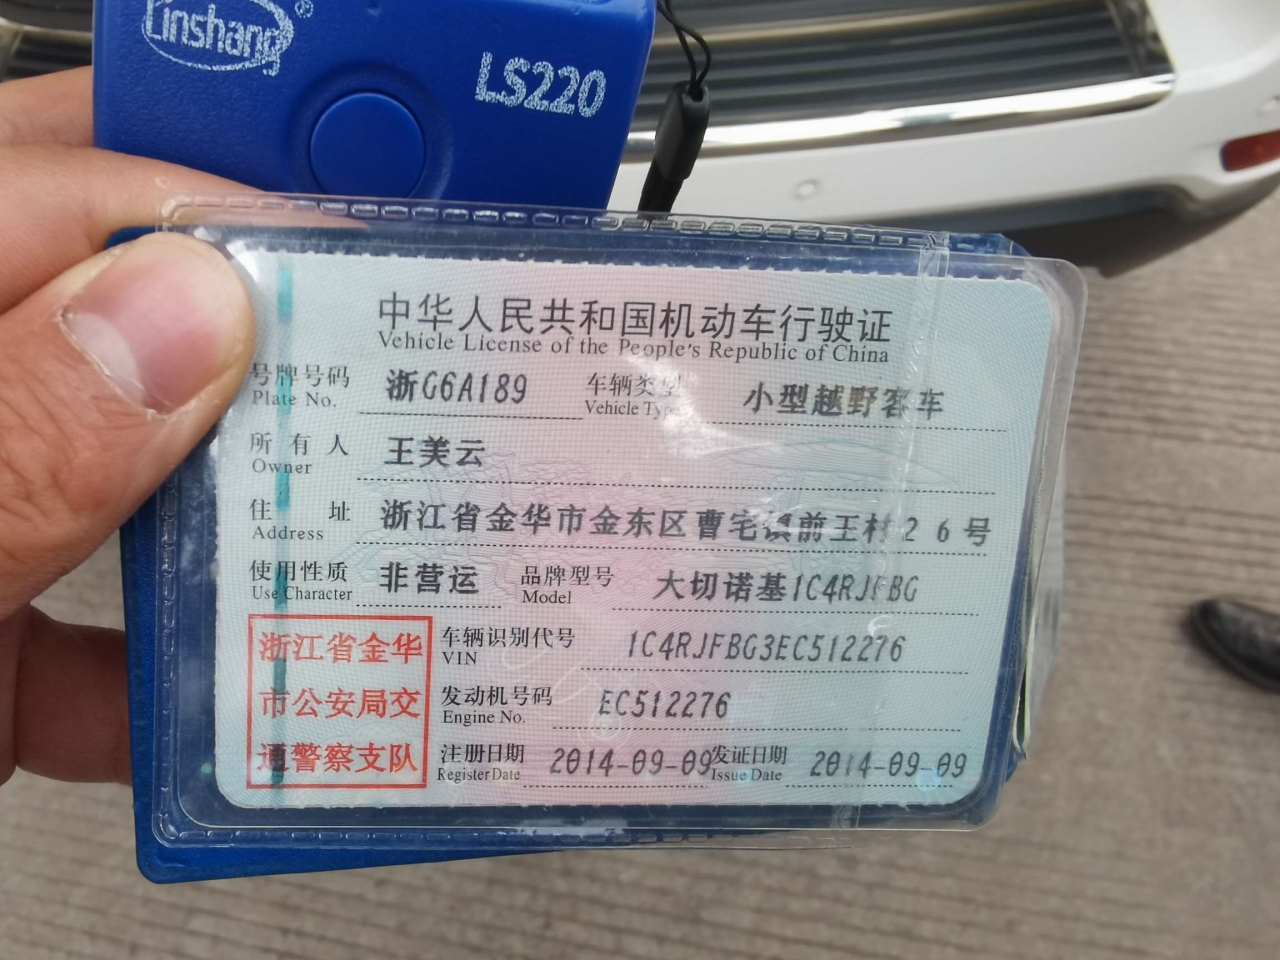 Linshang®
LS220
中华人民共和国机动车行驶证
Vehicle License of the People's Republic of China
号牌号码 浙G6A189 车辆类型 小型越野客车
Plate No. Vehicle Type
所有人 王美云
Owner
住址 浙江省金华市金东区曹宅镇前王村26号
Address
使用性质 非营运 品牌型号 大切诺基1C4RJFBG
Use Character Model
浙江省金华
市公安局交
通警察支队
车辆识别代号 1C4RJFBG3EC512276
VIN
发动机号码 EC512276
Engine No.
注册日期 2014-09-09 发证日期 2014-09-09
Register Date Issue Date